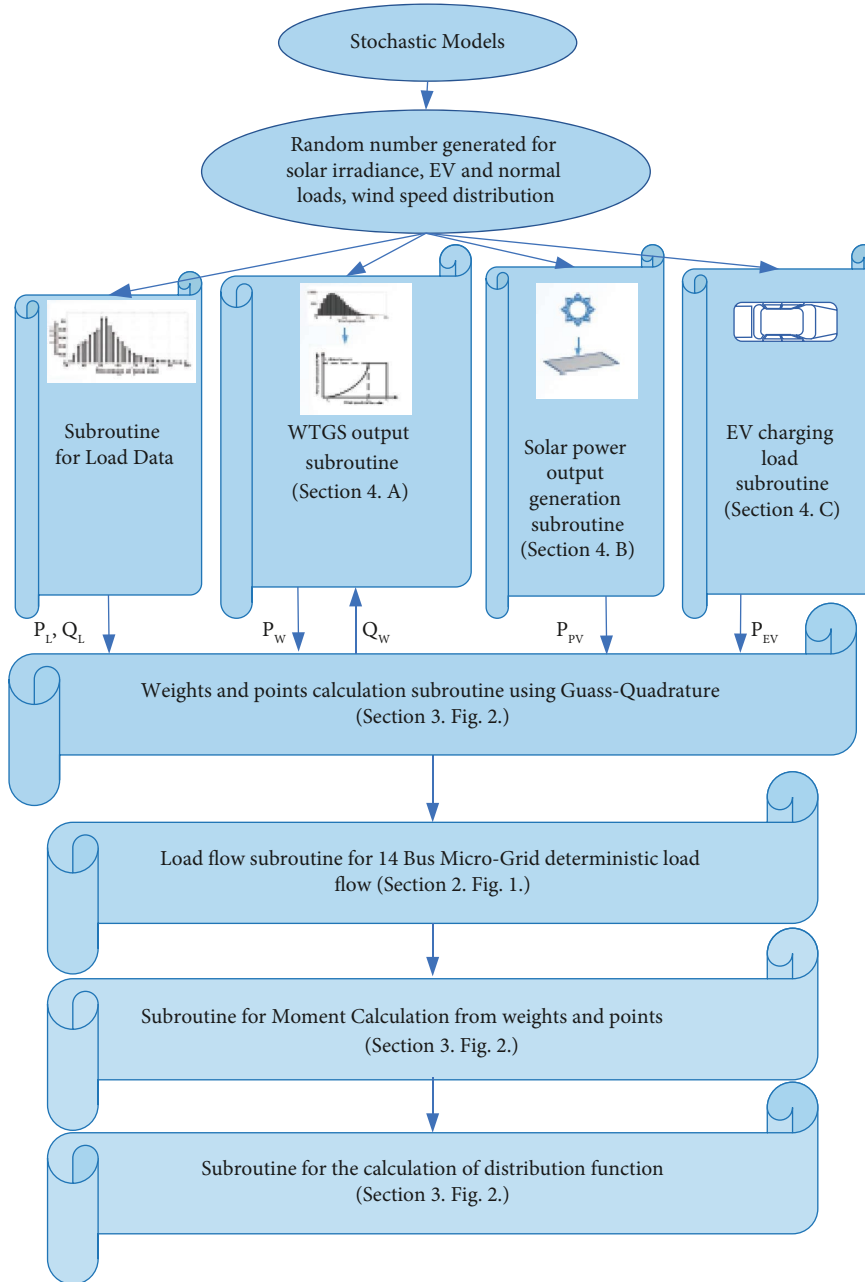 Stochastic Models
Random number generated for
solar irradiance, EV and normal
loads, wind speed distribution
Subroutine
for Load Data
WTGS output
subroutine
(Section 4. A)
Solar power
output
generation
subroutine
(Section 4. B)
EV charging
load
subroutine
(Section 4. C)
P_L, Q_L
P_W
Q_W
P_PV
P_EV
Weights and points calculation subroutine using Guass-Quadrature
(Section 3. Fig. 2.)
Load flow subroutine for 14 Bus Micro-Grid deterministic load
flow (Section 2. Fig. 1.)
Subroutine for Moment Calculation from weights and points
(Section 3. Fig. 2.)
Subroutine for the calculation of distribution function
(Section 3. Fig. 2.)